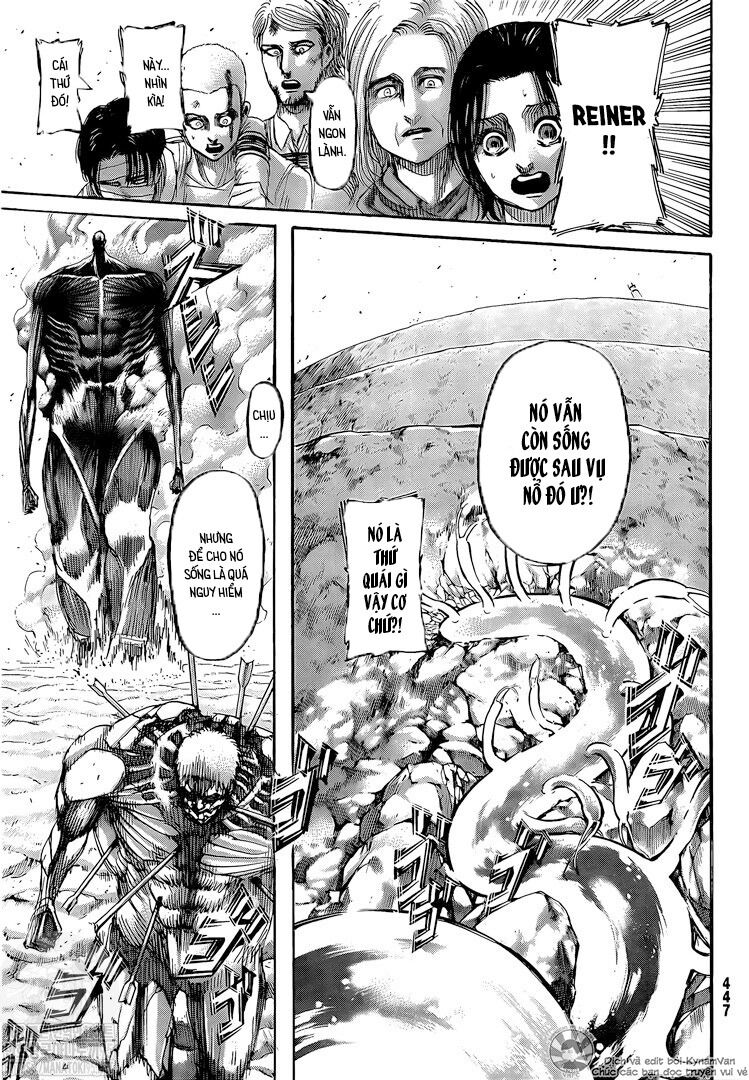 REINER
!!
VẪN
NGON
LÀNH.
NÀY...
NHÌN
KÌA!
CÁI
THỨ
ĐÓ!
NÓ VẪN
CÒN SỐNG
ĐƯỢC SAU VỤ
NỔ ĐÓ Ư?!
NÓ LÀ
THỨ
QUÁI GÌ
VẬY CƠ
CHỨ?!
CHỊU
...
NHƯNG
ĐỂ CHO NÓ
SỐNG LÀ QUÁ
NGUY HIỂM
...
447
Dịch và edit bởi-KynamVan
Chúc các bạn đọc truyện vui vẻ